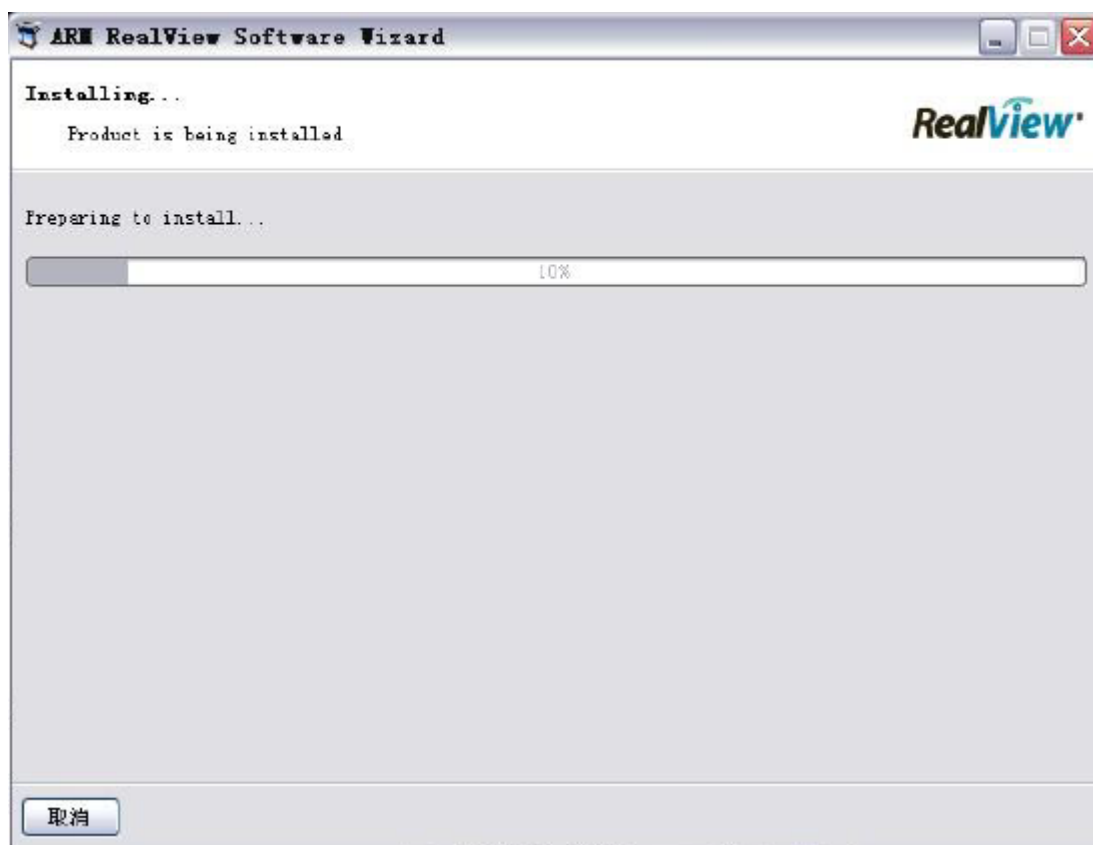 ARM RealView Software Wizard
Installing...
Product is being installed
RealView
Preparing to install...
10%
取消